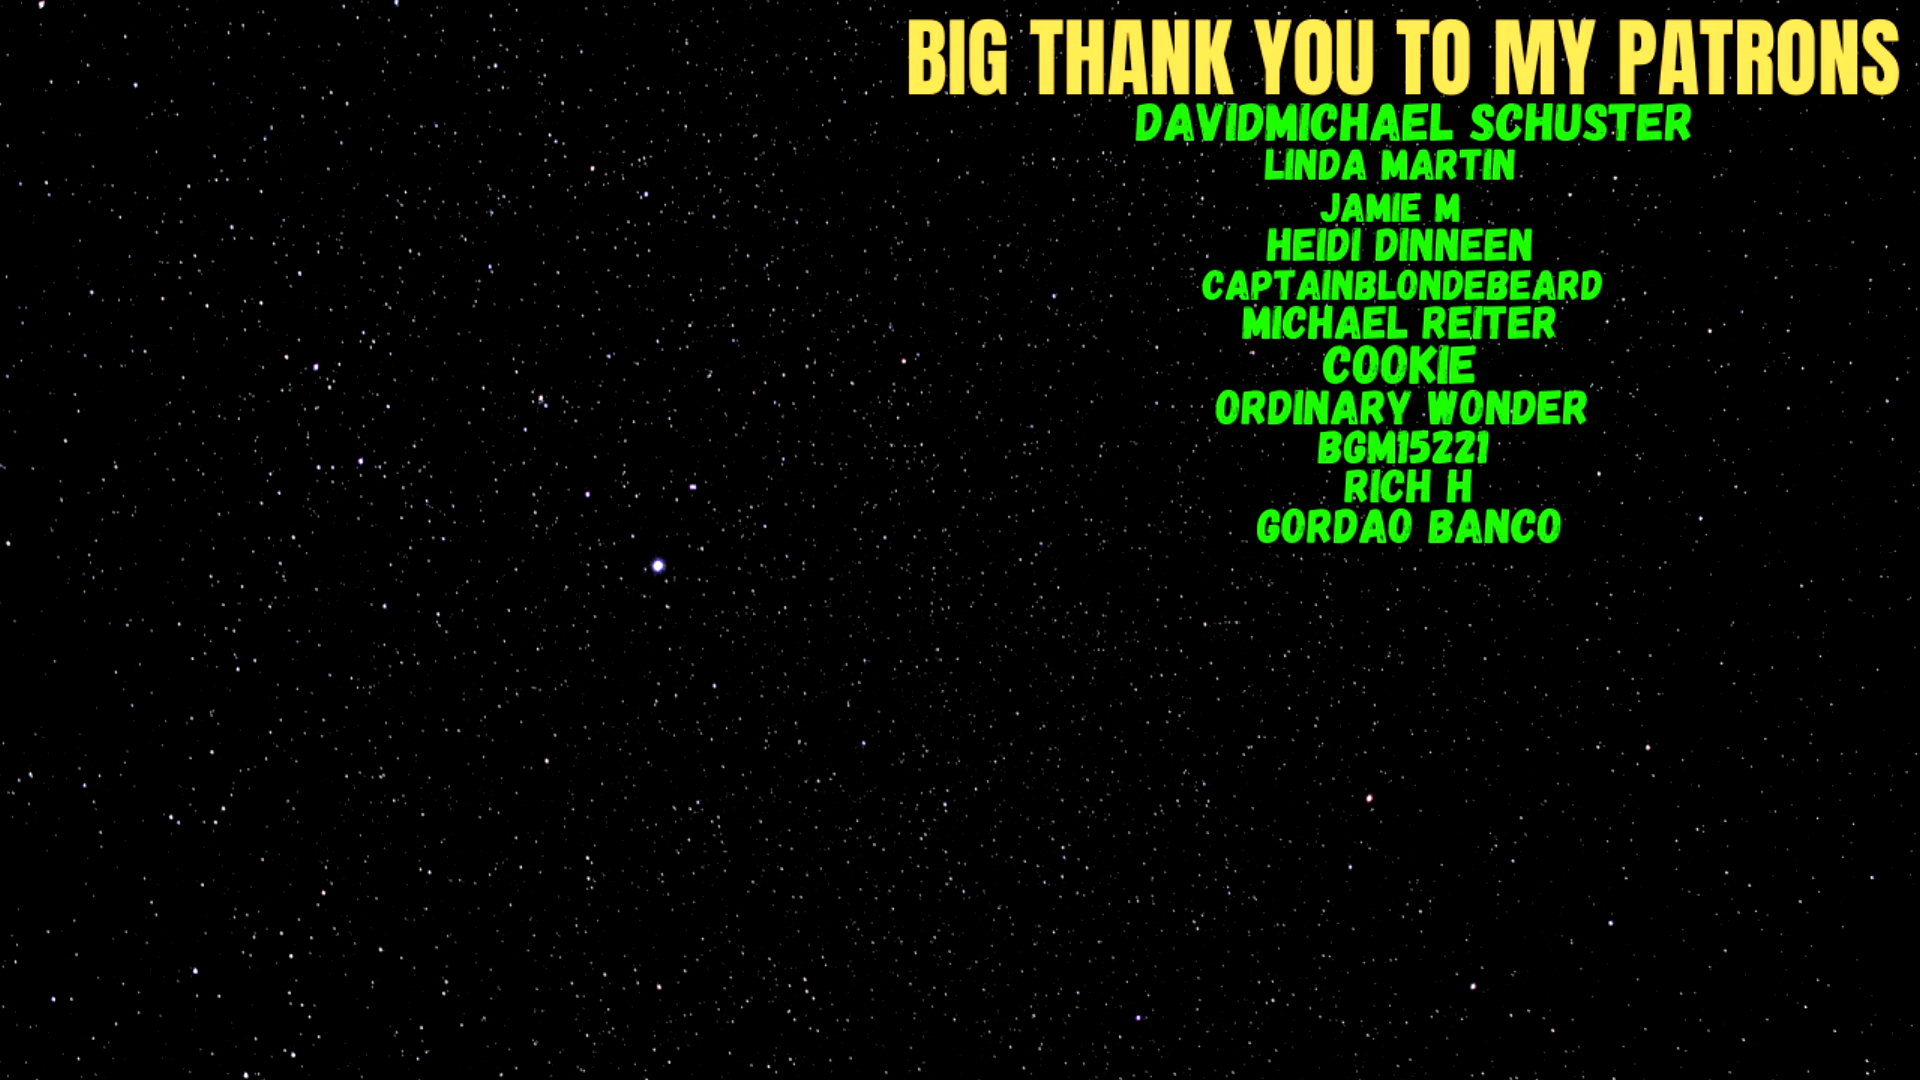 BIG THANK YOU TO MY PATRONS
DAVIDMICHAEL SCHUSTER
LINDA MARTIN
JAMIE M
HEIDI DINNEEN
CAPTAINBLONDEBEARD
MICHAEL REITER
COOKIE
ORDINARY WONDER
BGM15221
RICH H
GORDAO BANCO